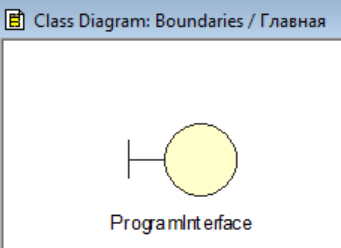 Class Diagram: Boundaries / Главная
ProgramInterface